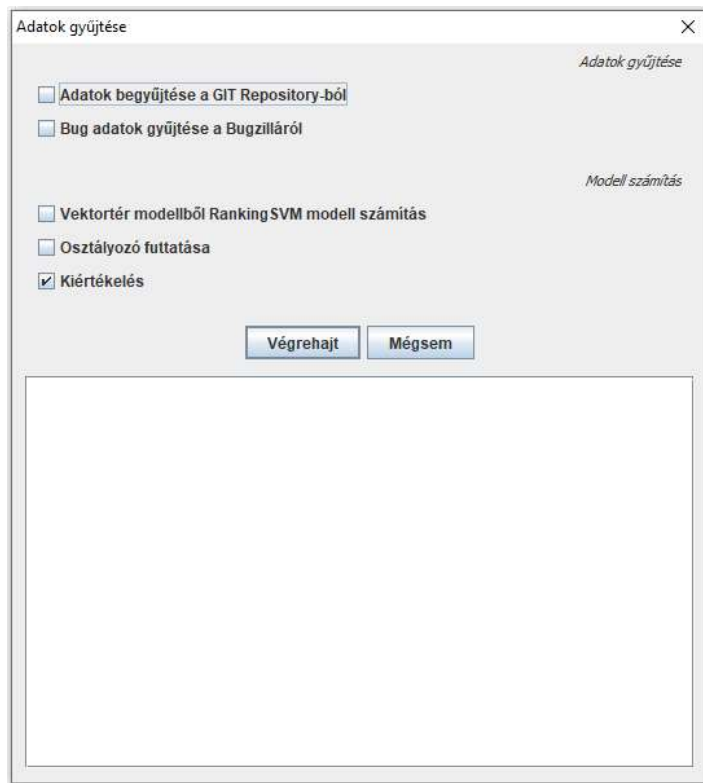 Adatok gyűjtése
Adatok gyűjtése
Adatok begyűjtése a GIT Repository-ból
Bug adatok gyűjtése a Bugzilláról
Modell számítás
Vektortér modellből RankingSVM modell számítás
Osztályozó futtatása
Kiértékelés
Végrehajt Mégsem